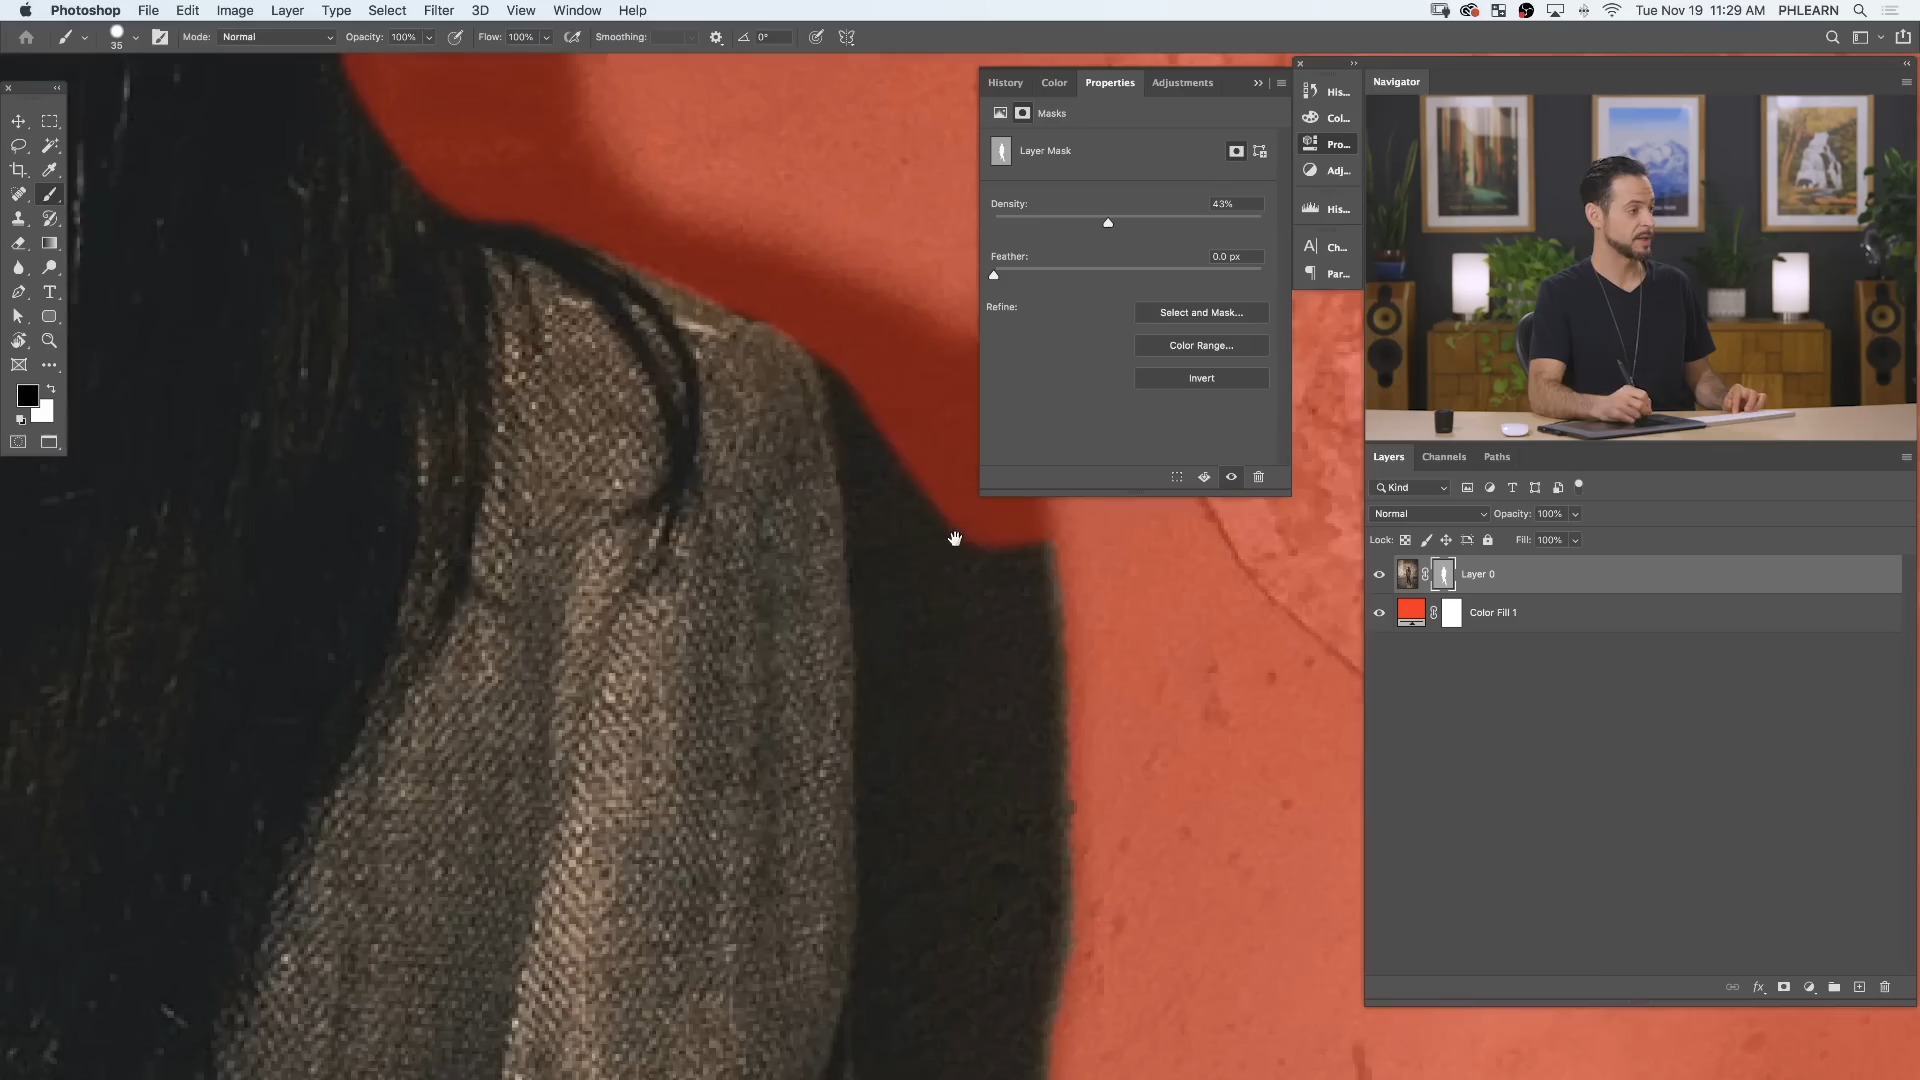 Photoshop File Edit Image Layer Type Select Filter 3D View Window Help Tue Nov 19 11:29 AM PHLEARN
35 Mode: Normal Opacity: 100% Flow: 100% Smoothing: 0°
History Color Properties Adjustments
Masks
Layer Mask
Density: 43%
Feather: 0.0 px
Refine: Select and Mask...
Color Range...
Invert
His...
Col...
Pro...
Adj...
His...
A| Ch...
Par...
Navigator
Layers Channels Paths
Kind
Normal Opacity: 100%
Lock: Fill: 100%
Layer 0
Color Fill 1
fx